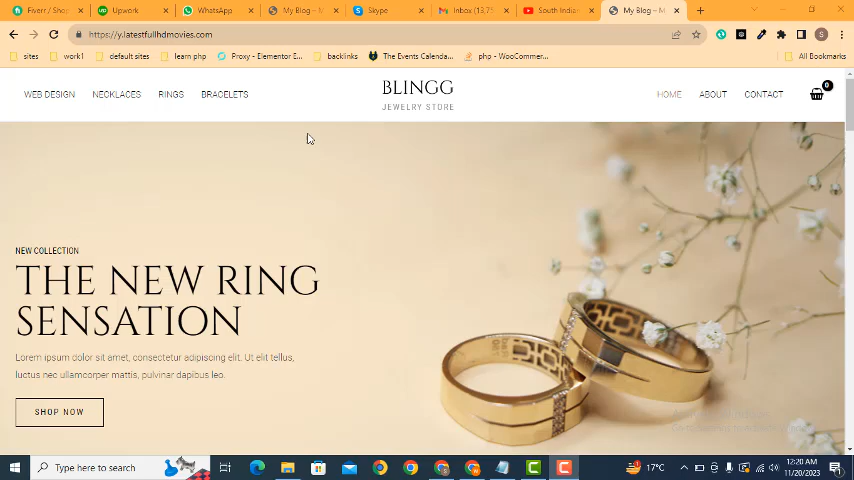 Fiverr / Shop
Upwork
WhatsApp
My Blog – M
Skype
Inbox (13,75
South Indian
My Blog – M
https://y.latestfullhdmovies.com
sites
work1
default sites
learn php
Proxy - Elementor E...
backlinks
The Events Calenda...
php - WooCommer...
All Bookmarks
WEB DESIGN
NECKLACES
RINGS
BRACELETS
BLINGG
JEWELRY STORE
HOME
ABOUT
CONTACT
0
NEW COLLECTION
THE NEW RING
SENSATION
Lorem ipsum dolor sit amet, consectetur adipiscing elit. Ut elit tellus,
luctus nec ullamcorper mattis, pulvinar dapibus leo.
SHOP NOW
Type here to search
17°C
12:20 AM
11/20/2023